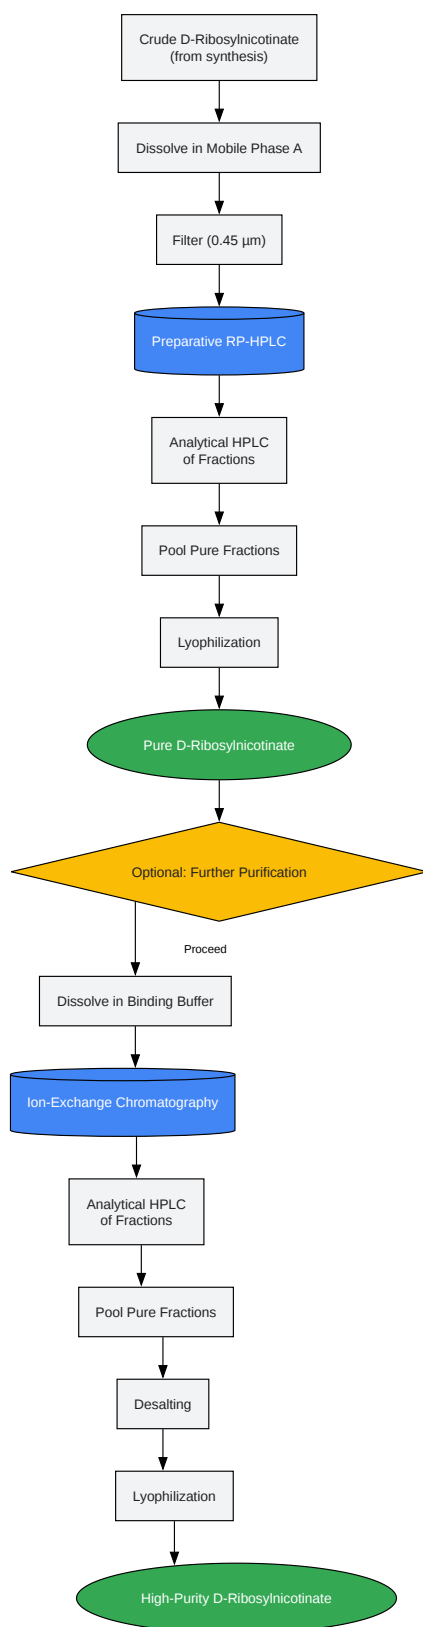 Crude D-Ribosylnicotinate
(from synthesis)
Dissolve in Mobile Phase A
Filter (0.45 µm)
Preparative RP-HPLC
Analytical HPLC
of Fractions
Pool Pure Fractions
Lyophilization
Pure D-Ribosylnicotinate
Optional: Further Purification
Proceed
Dissolve in Binding Buffer
Ion-Exchange Chromatography
Analytical HPLC
of Fractions
Pool Pure Fractions
Desalting
Lyophilization
High-Purity D-Ribosylnicotinate